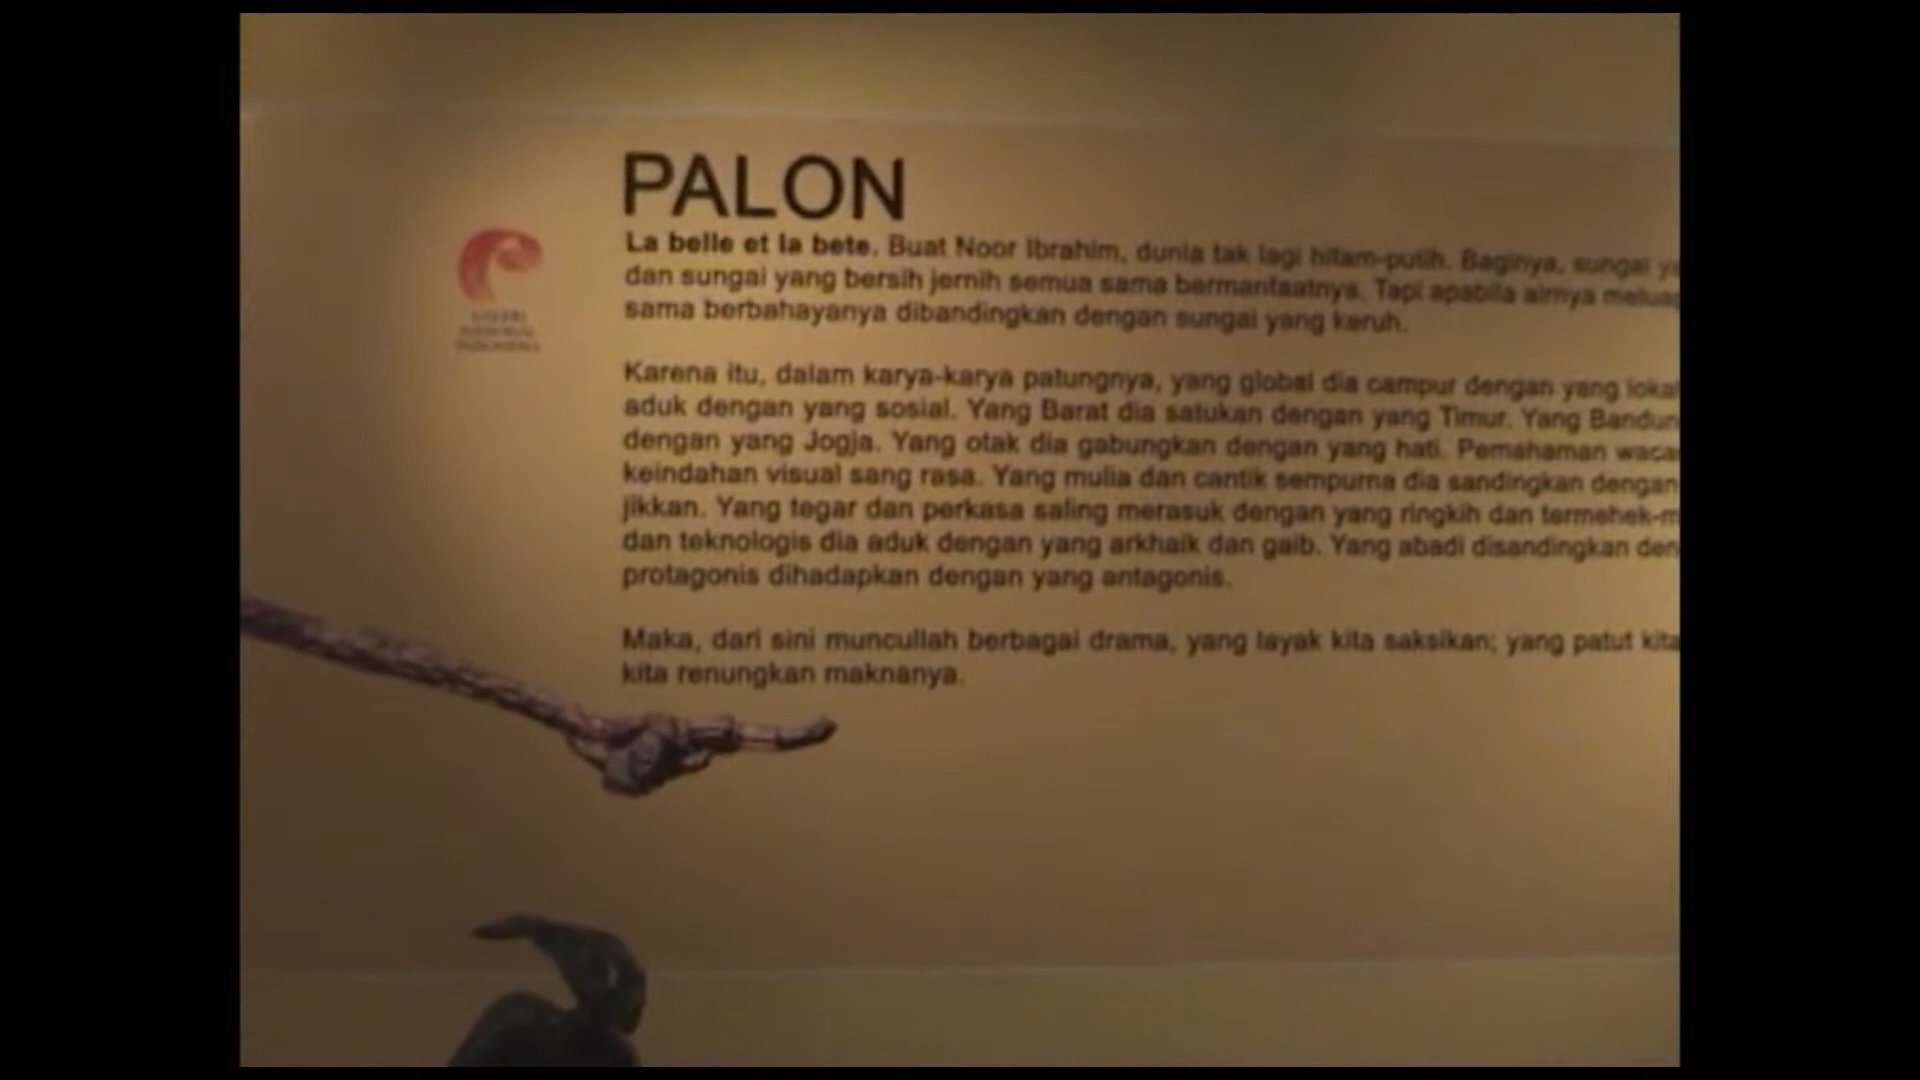 PALON
La belle et la bete. Buat Noor Ibrahim, dunia tak lagi hitam-putih. Baginya, sungai
dan sungai yang bersih jernih semua sama bermanfaatnya. Tapi apabila airnya
sama berbahayanya dibandingkan dengan sungai yang keruh.
GALERI
NASIONAL
INDONESIA
Karena itu, dalam karya-karya patungnya, yang global dia campur dengan yang lokal
aduk dengan yang sosial. Yang Barat dia satukan dengan yang Timur. Yang
dengan yang Jogja. Yang otak dia gabungkan dengan yang hati. Pemahaman
keindahan visual sang rasa. Yang mulia dan cantik sempurna dia sandingkan dengan
jikkan. Yang tegar dan perkasa saling merasuk dengan yang ringkih dan
dan teknologis dia aduk dengan yang arkhaik dan gaib. Yang abadi disandingkan
protagonis dihadapkan dengan yang antagonis.
Maka, dari sini muncullah berbagai drama, yang layak kita saksikan; yang patut kita
kita renungkan maknanya.